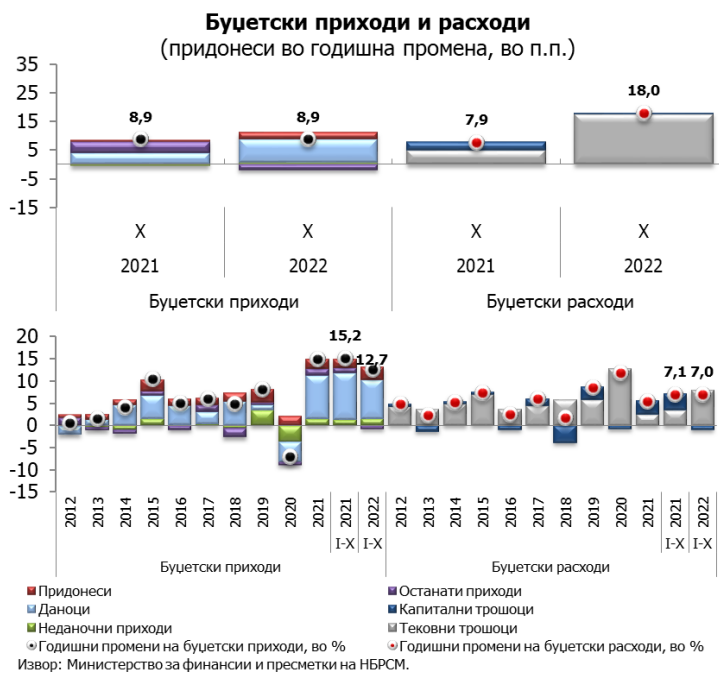 Буџетски приходи и расходи
(придонеси во годишна промена, во п.п.)
35
25
15
5
-5
-15
8,9
8,9
7,9
18,0
X
X
X
X
2021
2022
2021
2022
Буџетски приходи
Буџетски расходи
20
15
10
5
0
-5
-10
-15
15,2
12,7
7,1
7,0
2012
2013
2014
2015
2016
2017
2018
2019
2020
2021
2021
2022
2012
2013
2014
2015
2016
2017
2018
2019
2020
2021
2021
2022
I-X
I-X
I-X
I-X
Буџетски приходи
Буџетски расходи
Придонеси
Останати приходи
Даноци
Капитални трошоци
Неданочни приходи
Тековни трошоци
Годишни промени на буџетски приходи, во %
Годишни промени на буџетски расходи, во %
Извор: Министерство за финансии и пресметки на НБРСМ.